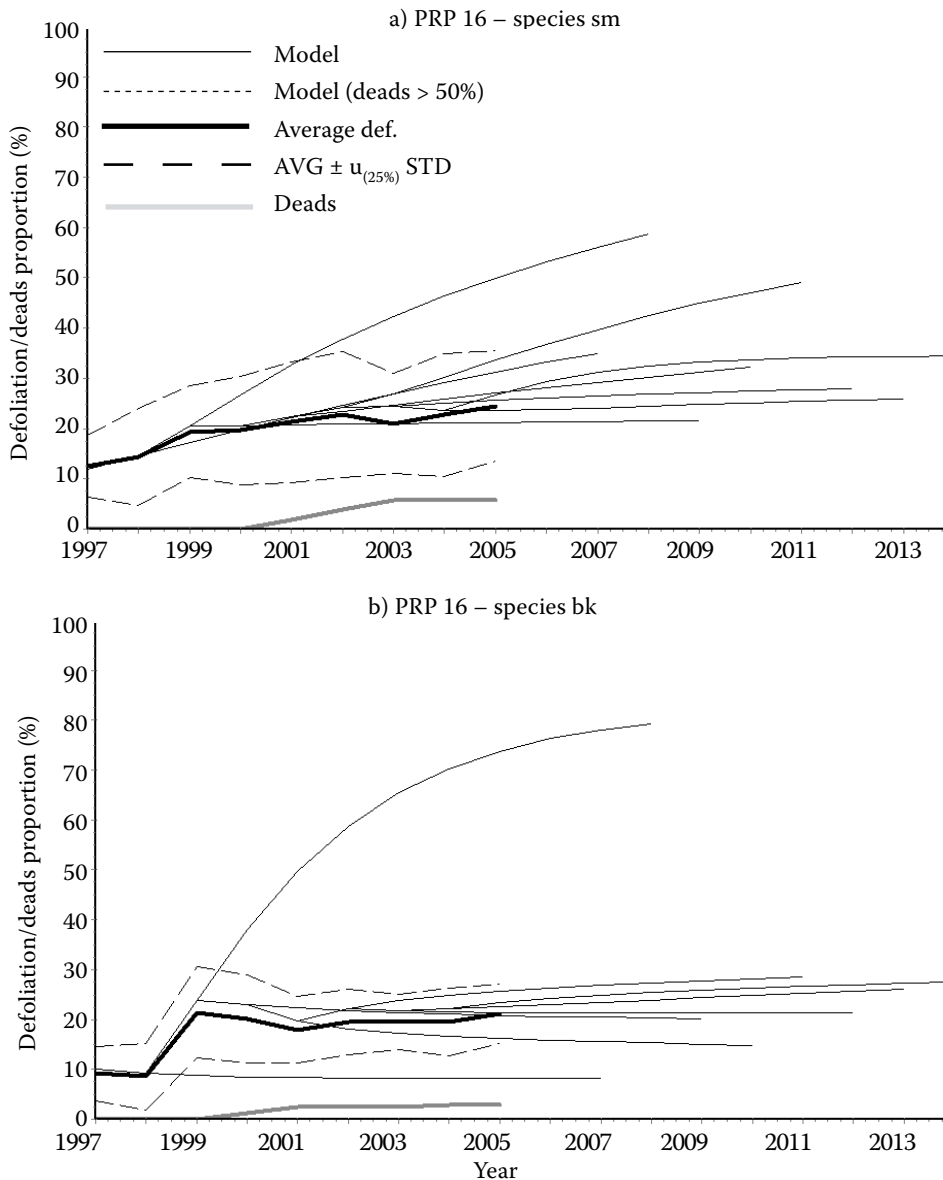 a) PRP 16 – species sm
Defoliation/deads proportion (%)
100
90
80
70
60
50
40
30
20
10
0
Model
Model (deads > 50%)
Average def.
AVG ± u(25%) STD
Deads
1997 1999 2001 2003 2005 2007 2009 2011 2013
b) PRP 16 – species bk
Defoliation/deads proportion (%)
100
90
80
70
60
50
40
30
20
10
0
1997 1999 2001 2003 2005 2007 2009 2011 2013
Year